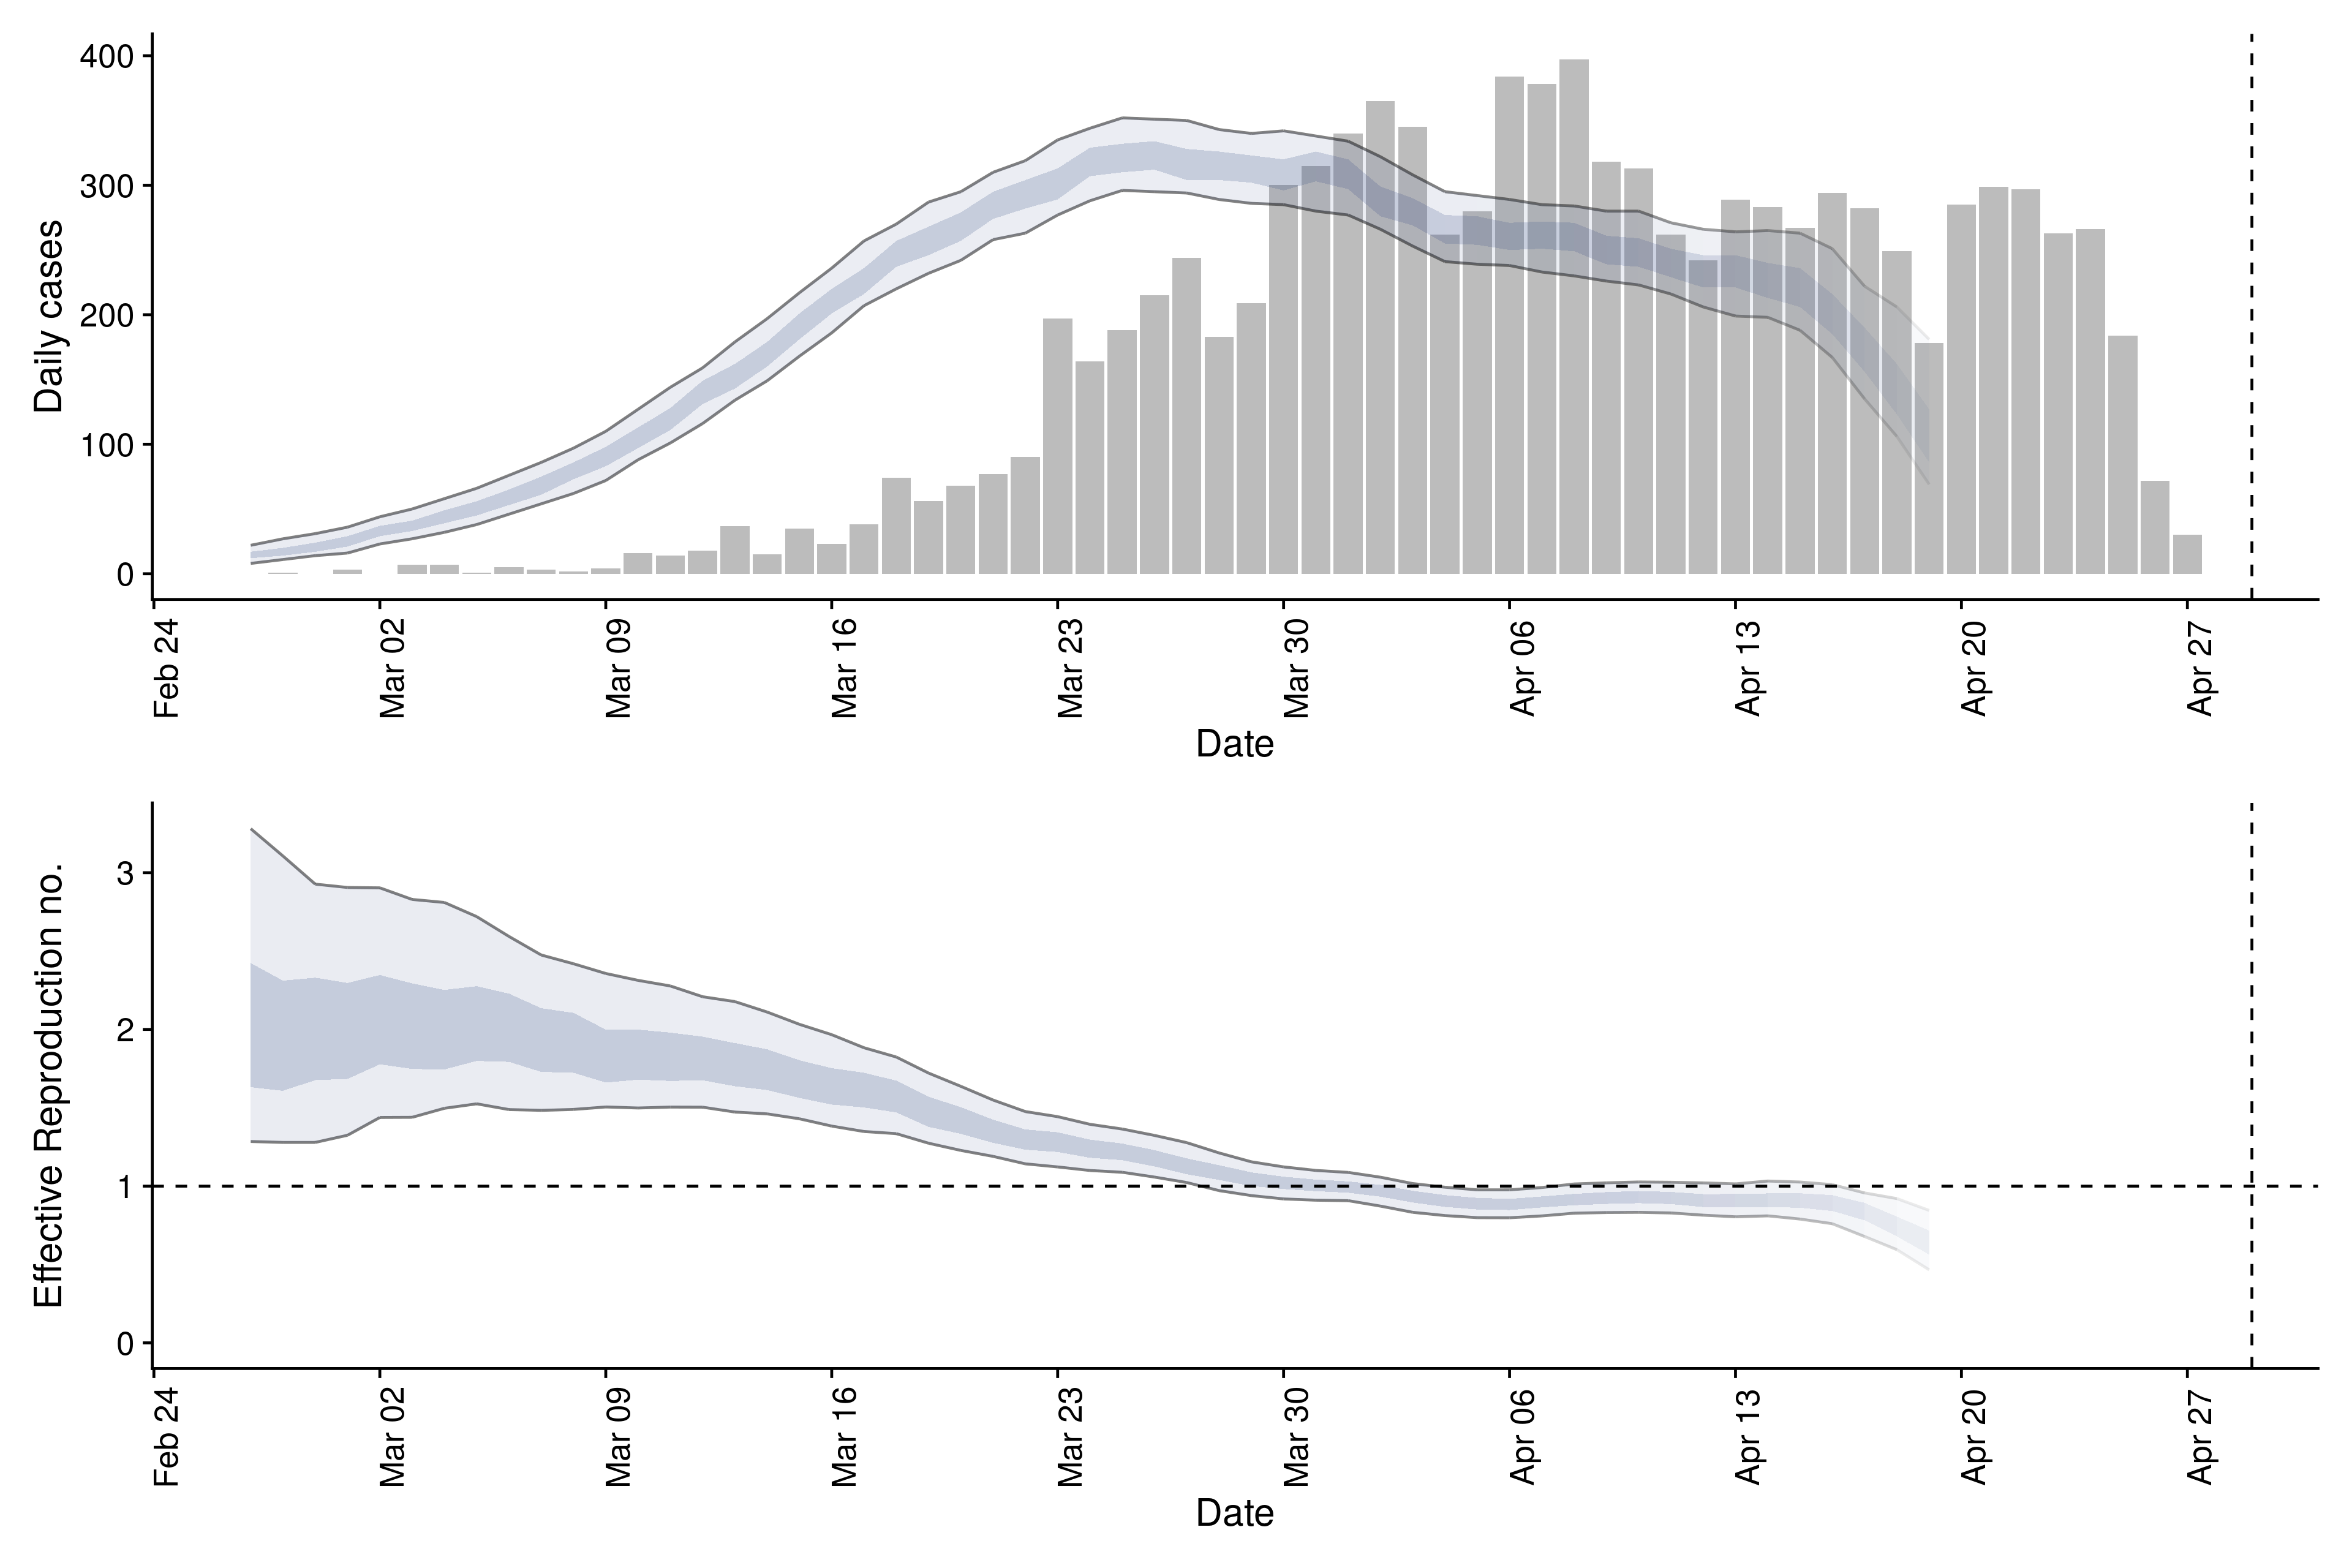 Daily cases
400
300
200
100
0
Feb 24
Mar 02
Mar 09
Mar 16
Mar 23
Mar 30
Apr 06
Apr 13
Apr 20
Apr 27
Date
Effective Reproduction no.
3
2
1
0
Feb 24
Mar 02
Mar 09
Mar 16
Mar 23
Mar 30
Apr 06
Apr 13
Apr 20
Apr 27
Date